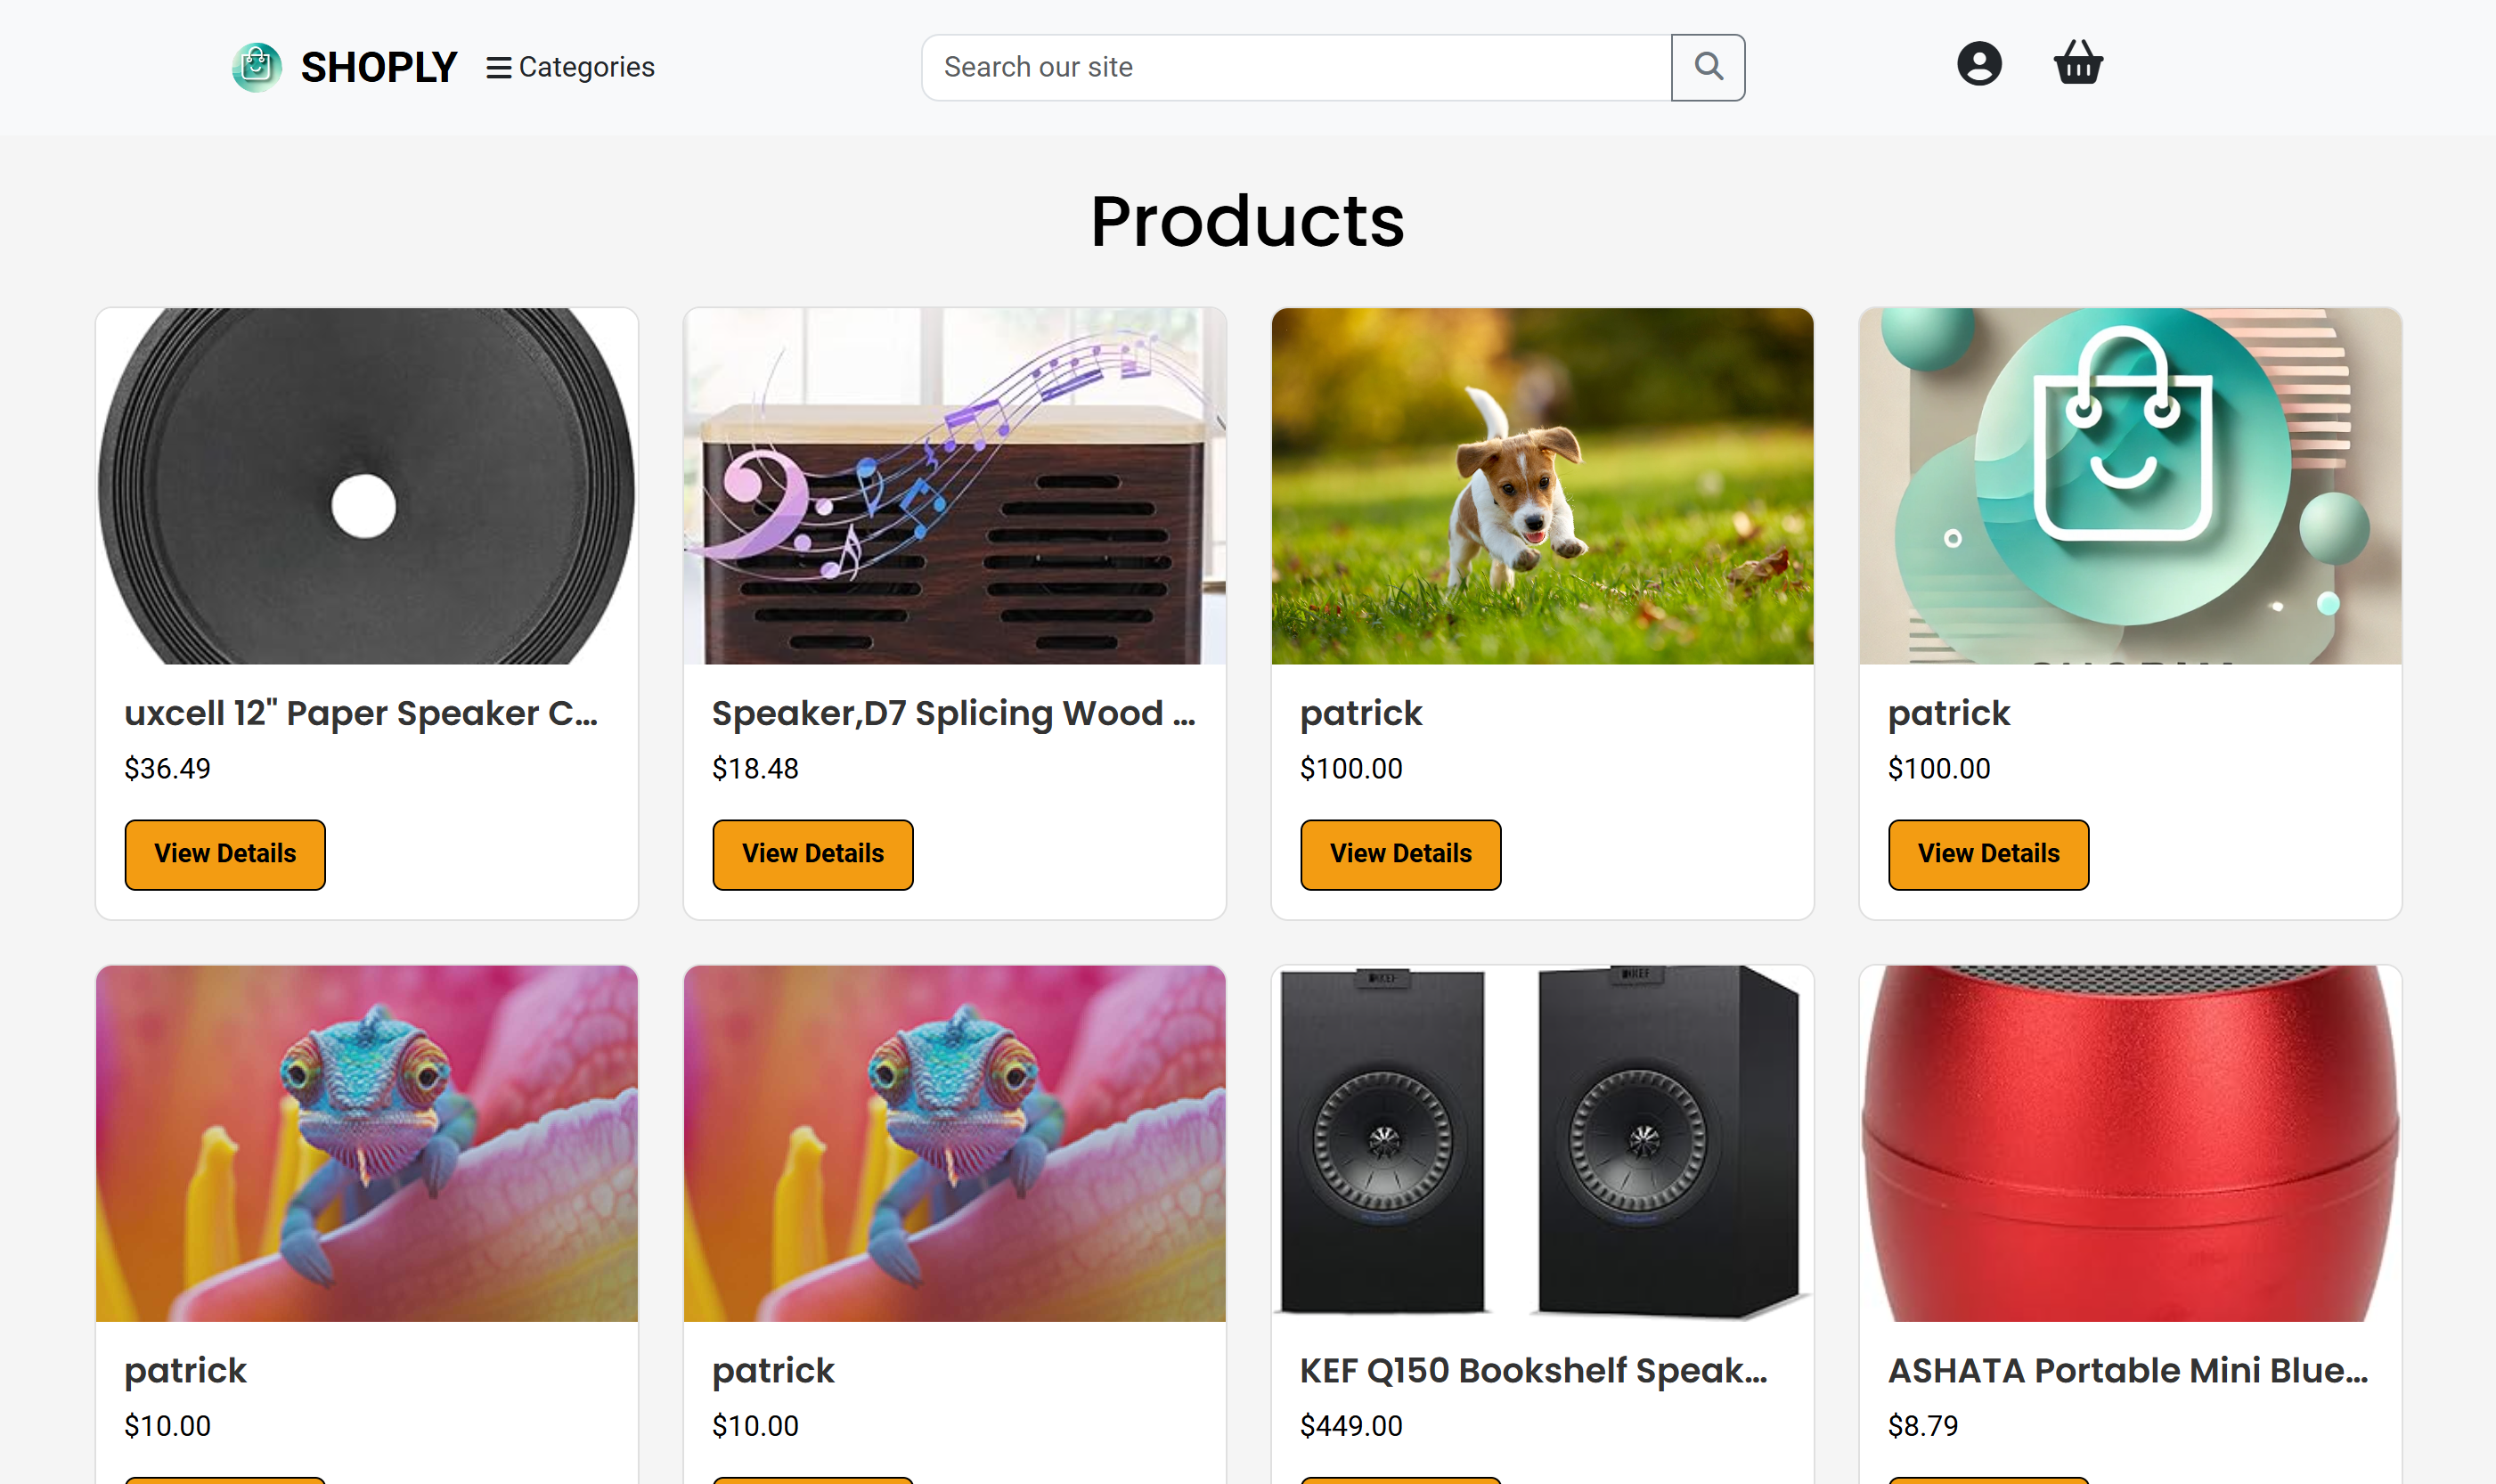 SHOPLY
Categories
Search our site
Products
uxcell 12" Paper Speaker C...
$36.49
View Details
Speaker,D7 Splicing Wood ...
$18.48
View Details
patrick
$100.00
View Details
patrick
$100.00
View Details
patrick
$10.00
patrick
$10.00
KEF
KEF
KEF Q150 Bookshelf Speak...
$449.00
ASHATA Portable Mini Blue...
$8.79